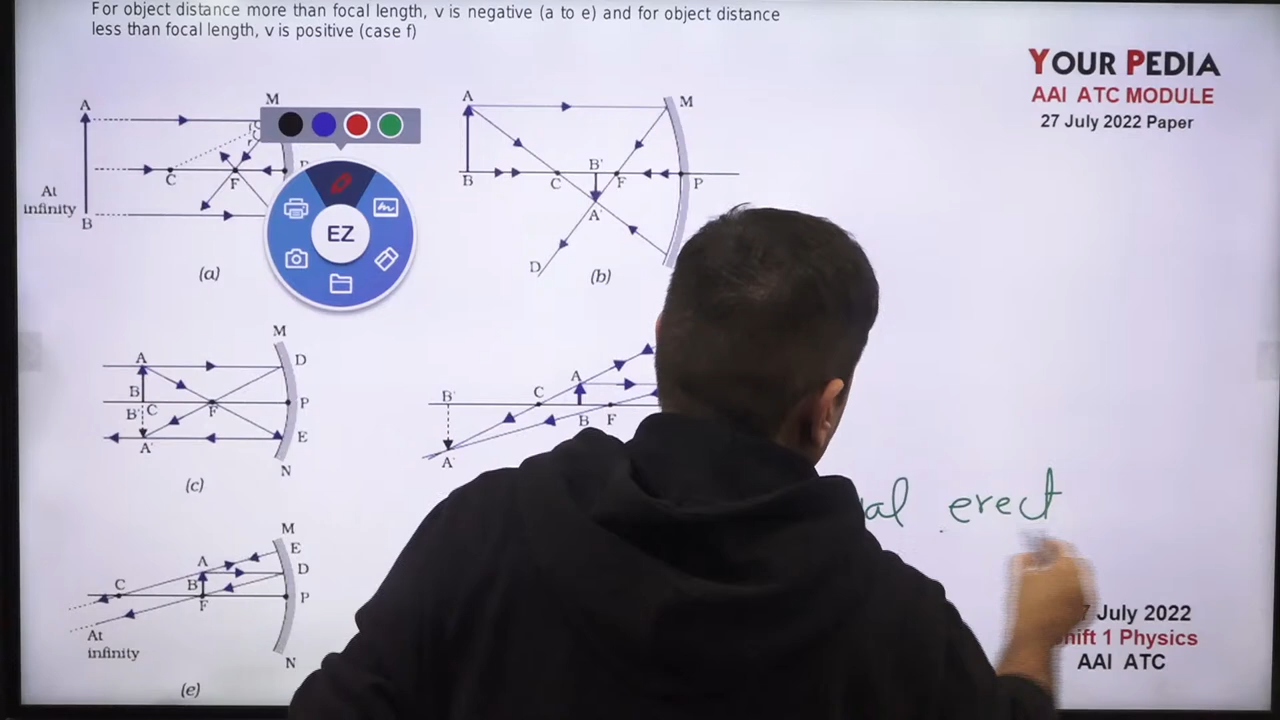 For object distance more than focal length, v is negative (a to e) and for object distance
less than focal length, v is positive (case f)
YOUR PEDIA
AAI ATC MODULE
27 July 2022 Paper
A
M
C
F
At
infinity
B
(a)
EZ
A
M
B'
B
C
F
P
A'
D
(b)
M
A
D
B
B'
C
F
P
A'
E
N
(c)
B'
C
A
B
F
A'
erect
M
E
A
D
C
B
F
P
At
infinity
N
(e)
July 2022
1 Physics
AAI ATC